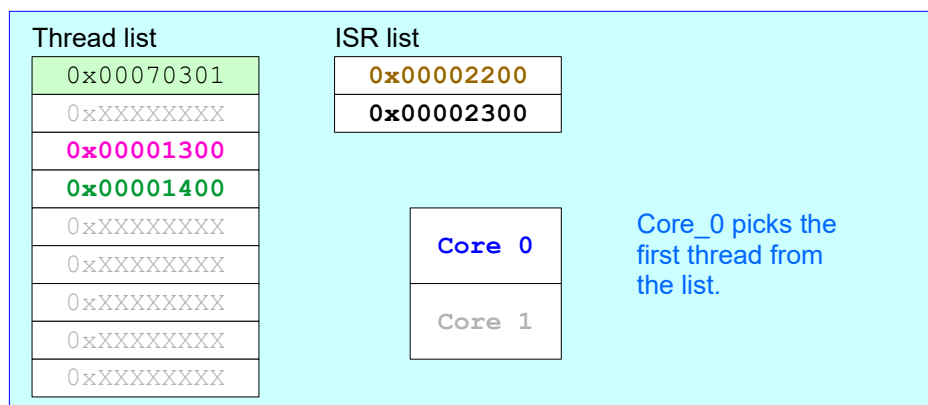 Thread list
0x00070301
0xXXXXXXXX
0x00001300
0x00001400
0xXXXXXXXX
0xXXXXXXXX
0xXXXXXXXX
0xXXXXXXXX
0xXXXXXXXX
ISR list
0x00002200
0x00002300
Core 0
Core 1
Core_0 picks the
first thread from
the list.